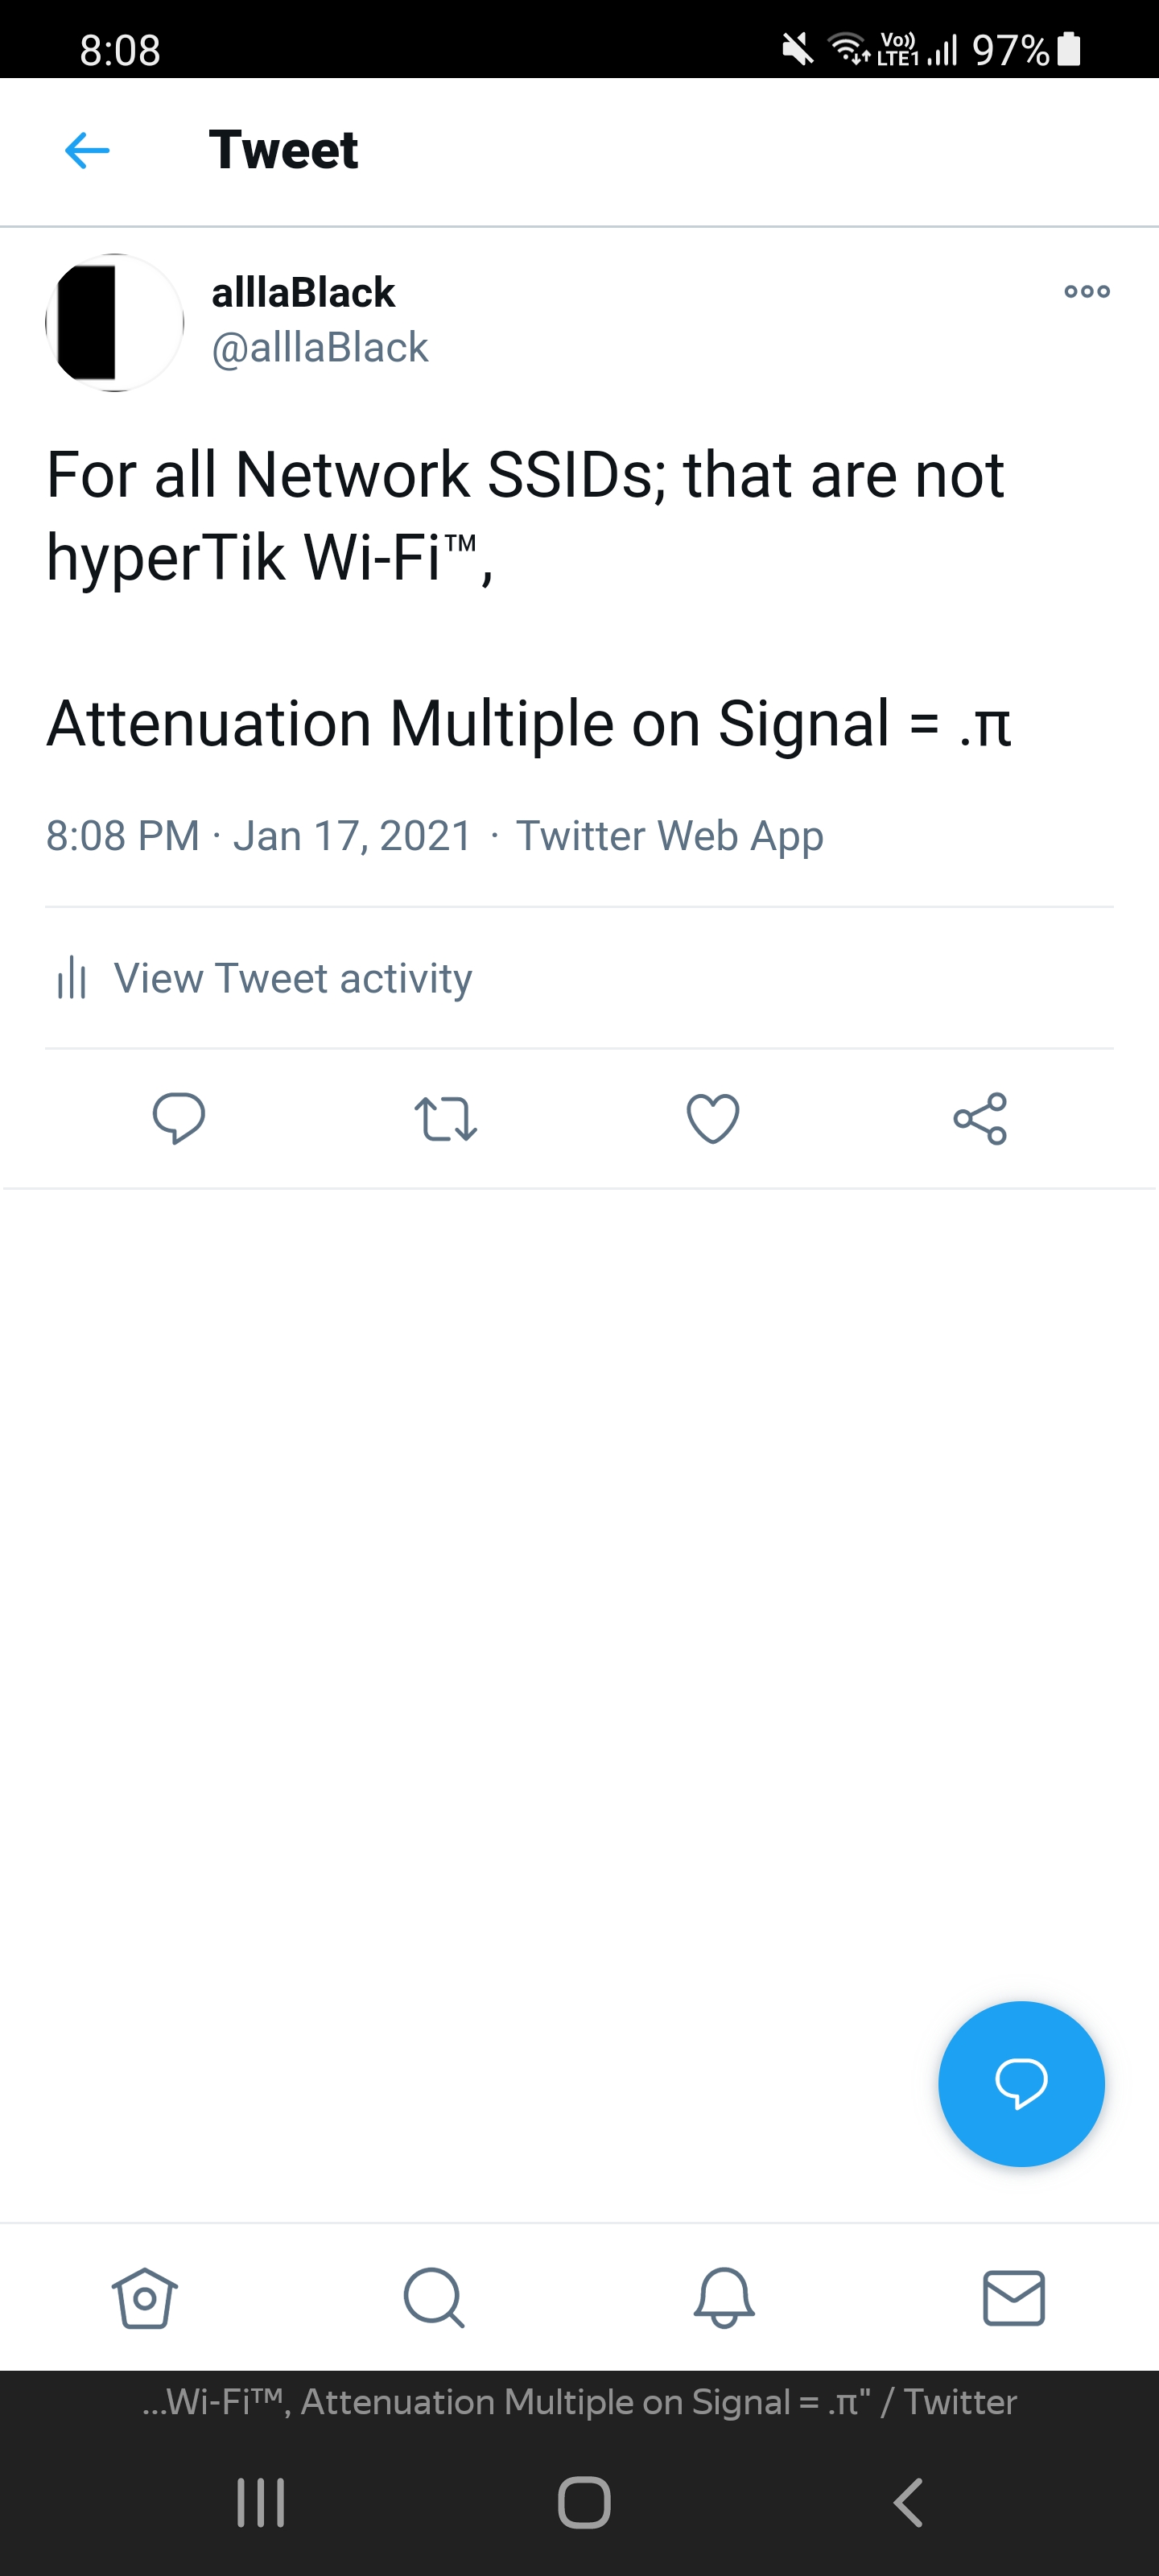 8:08
Vo)) LTE1 97%
Tweet
alllaBlack
@alllaBlack
For all Network SSIDs; that are not
hyperTik Wi-Fi™,
Attenuation Multiple on Signal = .π
8:08 PM · Jan 17, 2021 · Twitter Web App
View Tweet activity
...Wi-Fi™, Attenuation Multiple on Signal = .π" / Twitter